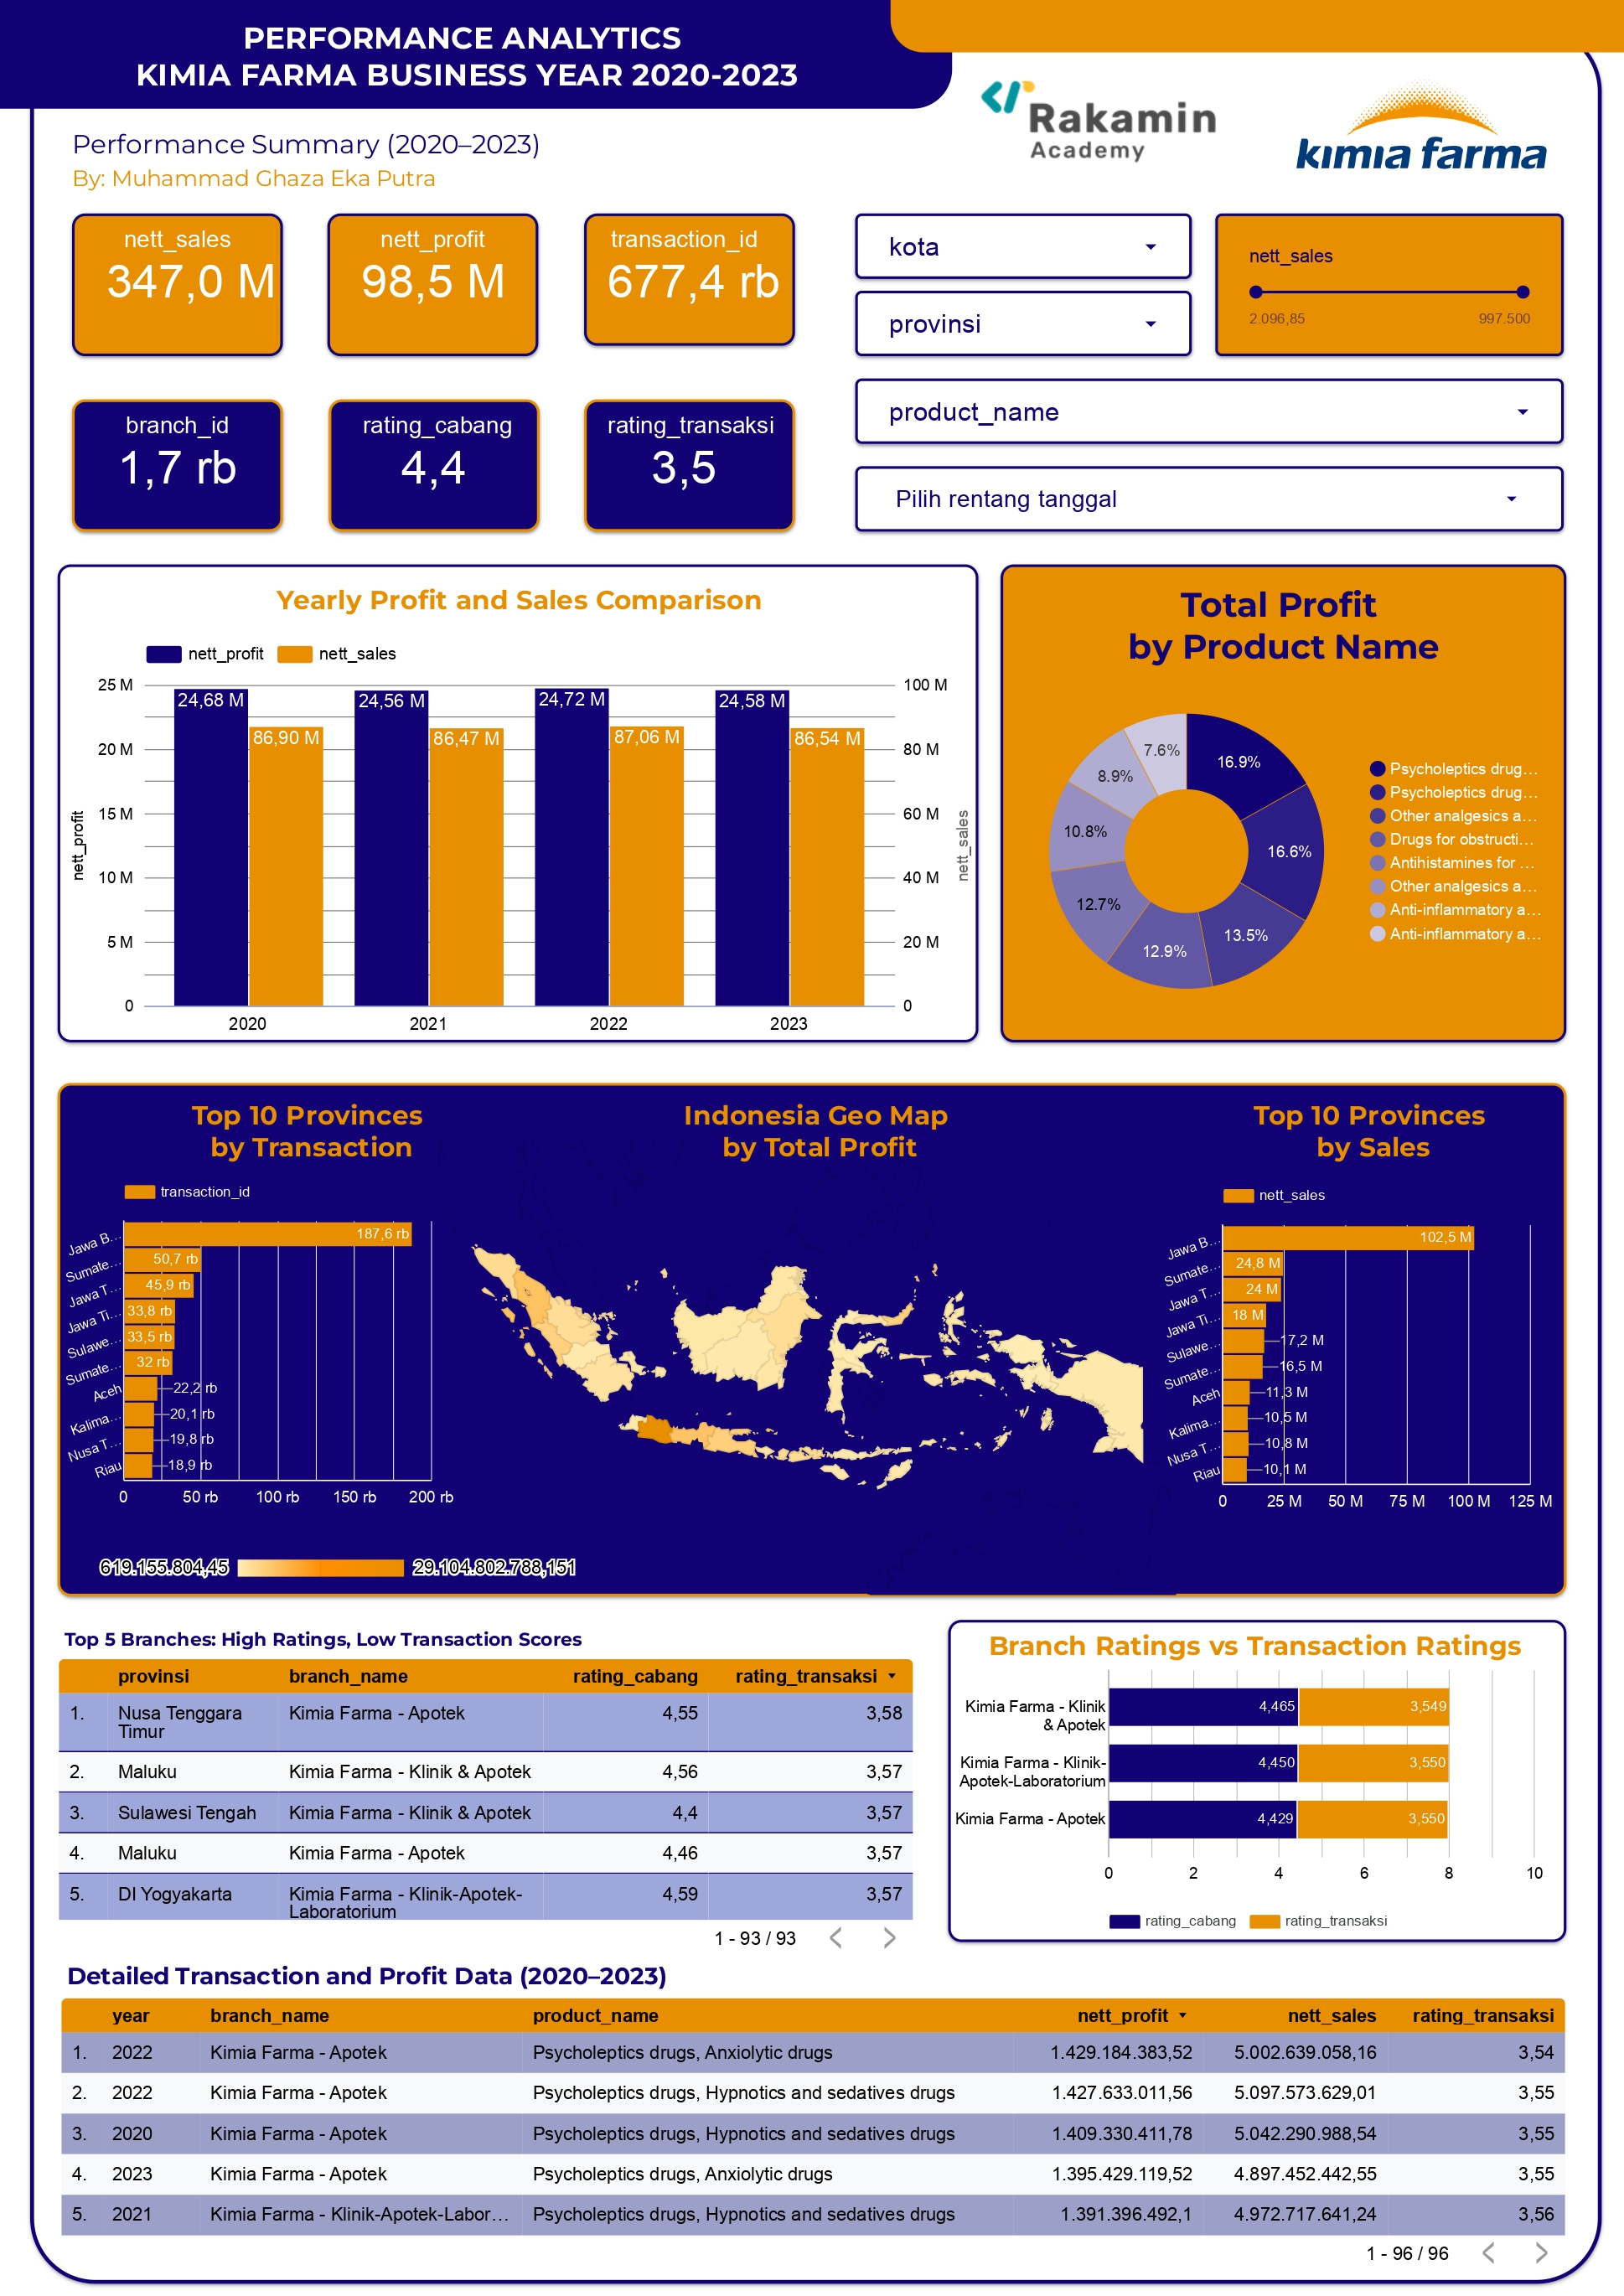 PERFORMANCE ANALYTICS
KIMIA FARMA BUSINESS YEAR 2020-2023
Rakamin
Academy
kimia farma
Performance Summary (2020–2023)
By: Muhammad Ghaza Eka Putra
nett_sales
347,0 M
nett_profit
98,5 M
transaction_id
677,4 rb
kota
provinsi
nett_sales
2.096,85
997.500
branch_id
1,7 rb
rating_cabang
4,4
rating_transaksi
3,5
product_name
Pilih rentang tanggal
Yearly Profit and Sales Comparison
nett_profit
nett_sales
25 M
20 M
15 M
10 M
5 M
0
nett_profit
24,68 M
86,90 M
24,56 M
86,47 M
24,72 M
87,06 M
24,58 M
86,54 M
100 M
80 M
60 M
40 M
20 M
0
nett_sales
2020
2021
2022
2023
Total Profit
by Product Name
16.9%
16.6%
13.5%
12.9%
12.7%
10.8%
8.9%
7.6%
Psycholeptics drug...
Psycholeptics drug...
Other analgesics a...
Drugs for obstructi...
Antihistamines for ...
Other analgesics a...
Anti-inflammatory a...
Anti-inflammatory a...
Top 10 Provinces
by Transaction
transaction_id
Jawa B... 187,6 rb
Sumate... 50,7 rb
Jawa T... 45,9 rb
Jawa Ti... 33,8 rb
Sulawe... 33,5 rb
Sumate... 32 rb
Aceh 22,2 rb
Kalima... 20,1 rb
Nusa T... 19,8 rb
Riau 18,9 rb
0 50 rb 100 rb 150 rb 200 rb
Indonesia Geo Map
by Total Profit
619.155.804,45
29.104.802.788,151
Top 10 Provinces
by Sales
nett_sales
Jawa B... 102,5 M
Sumate... 24,8 M
Jawa T... 24 M
Jawa Ti... 18 M
Sulawe... 17,2 M
Sumate... 16,5 M
Aceh 11,3 M
Kalima... 10,5 M
Nusa T... 10,8 M
Riau 10,1 M
0 25 M 50 M 75 M 100 M 125 M
Top 5 Branches: High Ratings, Low Transaction Scores
provinsi branch_name rating_cabang rating_transaksi
1. Nusa Tenggara Kimia Farma - Apotek 4,55 3,58
Timur
2. Maluku Kimia Farma - Klinik & Apotek 4,56 3,57
3. Sulawesi Tengah Kimia Farma - Klinik & Apotek 4,4 3,57
4. Maluku Kimia Farma - Apotek 4,46 3,57
5. DI Yogyakarta Kimia Farma - Klinik-Apotek- 4,59 3,57
Laboratorium
1 - 93 / 93
Branch Ratings vs Transaction Ratings
Kimia Farma - Klinik
& Apotek
4,465 3,549
Kimia Farma - Klinik-
Apotek-Laboratorium
4,450 3,550
Kimia Farma - Apotek
4,429 3,550
0 2 4 6 8 10
rating_cabang
rating_transaksi
Detailed Transaction and Profit Data (2020–2023)
year branch_name product_name nett_profit nett_sales rating_transaksi
1. 2022 Kimia Farma - Apotek Psycholeptics drugs, Anxiolytic drugs 1.429.184.383,52 5.002.639.058,16 3,54
2. 2022 Kimia Farma - Apotek Psycholeptics drugs, Hypnotics and sedatives drugs 1.427.633.011,56 5.097.573.629,01 3,55
3. 2020 Kimia Farma - Apotek Psycholeptics drugs, Hypnotics and sedatives drugs 1.409.330.411,78 5.042.290.988,54 3,55
4. 2023 Kimia Farma - Apotek Psycholeptics drugs, Anxiolytic drugs 1.395.429.119,52 4.897.452.442,55 3,55
5. 2021 Kimia Farma - Klinik-Apotek-Labor... Psycholeptics drugs, Hypnotics and sedatives drugs 1.391.396.492,1 4.972.717.641,24 3,56
1 - 96 / 96